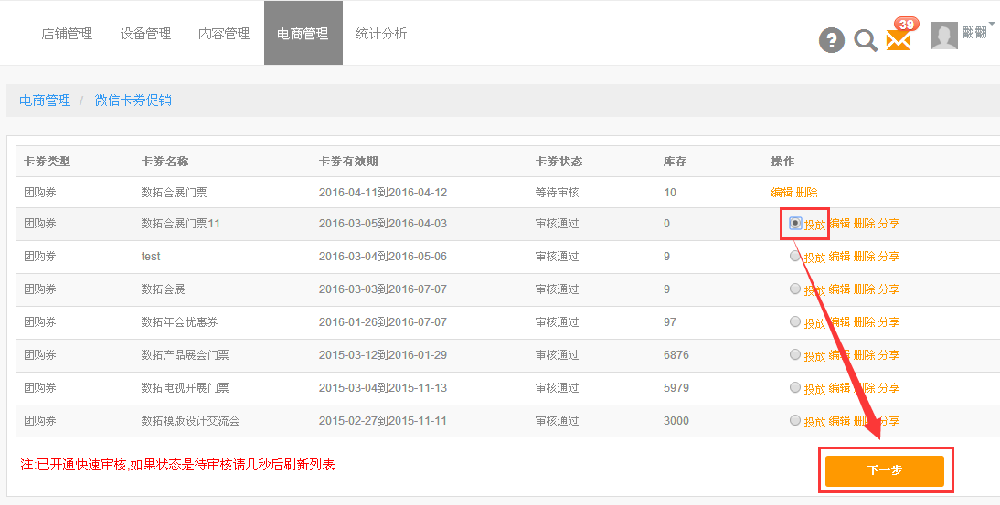 店铺管理 设备管理 内容管理 电商管理 统计分析 ? 39 翻翻
电商管理 / 微信卡券促销
卡券类型 卡券名称 卡券有效期 卡券状态 库存 操作
团购券 数拓会展门票 2016-04-11到2016-04-12 等待审核 10 编辑 删除
团购券 数拓会展门票11 2016-03-05到2016-04-03 审核通过 0 投放 编辑 删除 分享
团购券 test 2016-03-04到2016-05-06 审核通过 9 投放 编辑 删除 分享
团购券 数拓会展 2016-03-03到2016-07-07 审核通过 9 投放 编辑 删除 分享
团购券 数拓年会优惠券 2016-01-26到2016-07-07 审核通过 97 投放 编辑 删除 分享
团购券 数拓产品展会门票 2015-03-12到2016-01-29 审核通过 6876 投放 编辑 删除 分享
团购券 数拓电视开展门票 2015-03-04到2015-11-13 审核通过 5979 投放 编辑 删除 分享
团购券 数拓模版设计交流会 2015-02-27到2015-11-11 审核通过 3000 投放 编辑 删除 分享
注:已开通快速审核,如果状态是待审核请几秒后刷新列表
下一步